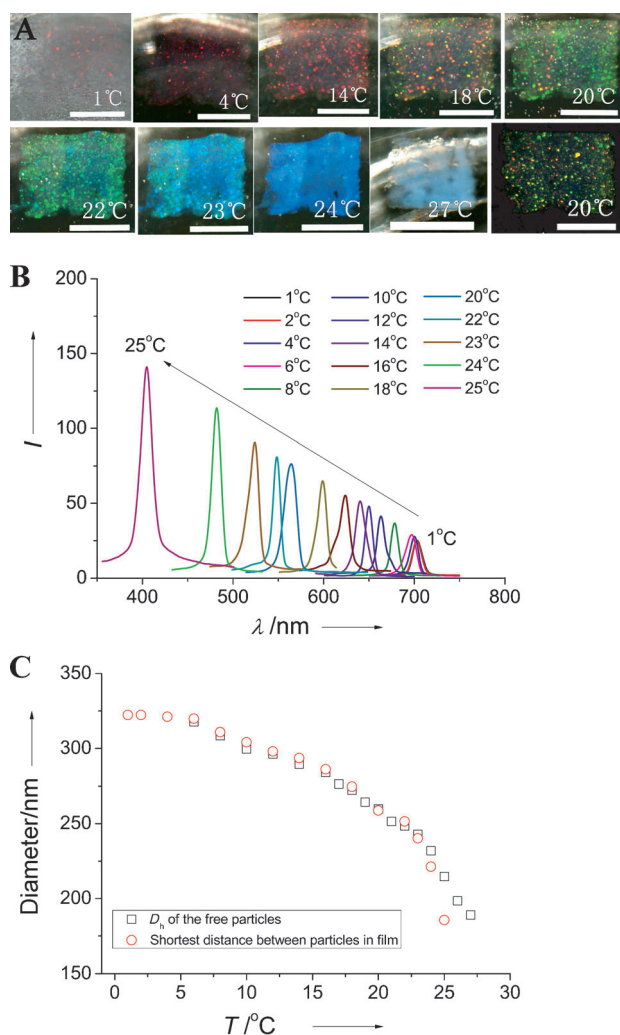 A
1℃
4℃
14℃
18℃
20℃
22℃
23℃
24℃
27℃
20℃
B
200
150
100
50
0
I
25°C
1°C
1°C 10°C 20°C
2°C 12°C 22°C
4°C 14°C 23°C
6°C 16°C 24°C
8°C 18°C 25°C
400 500 600 700 800
λ /nm
C
350
300
250
200
150
Diameter/nm
Dh of the free particles
Shortest distance between particles in film
0 5 10 15 20 25 30
T /°C